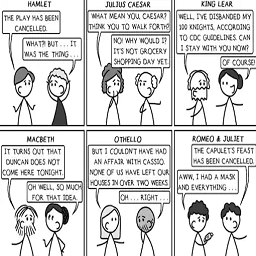 HAMLET
THE PLAY HAS BEEN
CANCELLED.
WHAT?! BUT . . . IT
WAS THE THING . . .
JULIUS CAESAR
WHAT MEAN YOU, CAESAR?
THINK YOU TO WALK FORTH?
NO! WHY WOULD I?
IT'S NOT GROCERY
SHOPPING DAY YET.
KING LEAR
WELL, I'VE DISBANDED MY
100 KNIGHTS, ACCORDING
TO CDC GUIDELINES. CAN
I STAY WITH YOU NOW?
OF COURSE!
MACBETH
IT TURNS OUT THAT
DUNCAN DOES NOT
COME HERE TONIGHT.
OH WELL, SO MUCH
FOR THAT IDEA.
OTHELLO
BUT I COULDN'T HAVE HAD
AN AFFAIR WITH CASSIO.
NONE OF US HAVE LEFT OUR
HOUSES IN OVER TWO WEEKS.
OH . . . RIGHT . . .
ROMEO & JULIET
THE CAPULET'S FEAST
HAS BEEN CANCELLED.
AWW, I HAD A MASK
AND EVERYTHING . . .